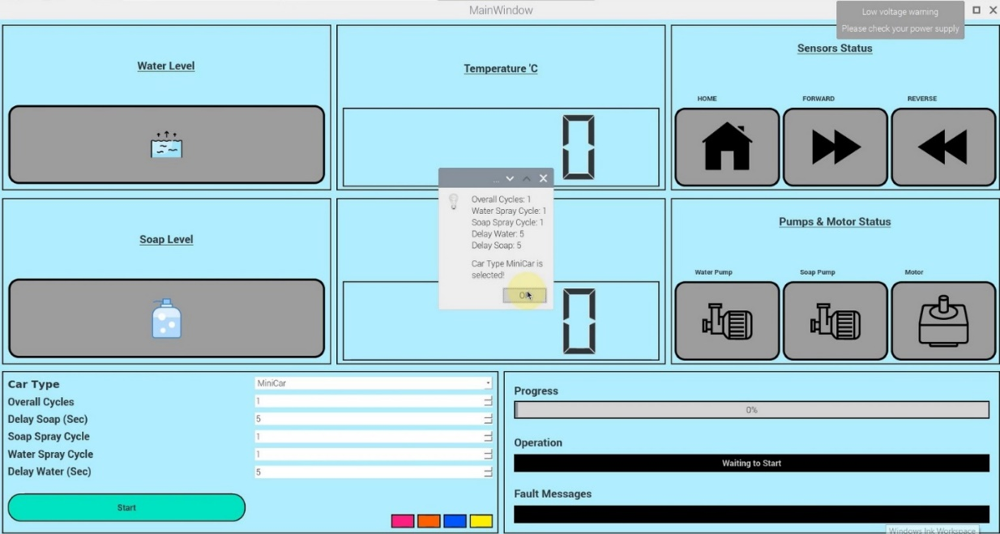 MainWindow
Low voltage warning
Please check your power supply
Water Level
Temperature 'C
0
Sensors Status
HOME
FORWARD
REVERSE
...
Overall Cycles: 1
Water Spray Cycle: 1
Soap Spray Cycle: 1
Delay Water: 5
Delay Soap: 5
Car Type MiniCar is
selected!
Soap Level
0
Pumps & Motor Status
Water Pump
Soap Pump
Motor
Car Type
MiniCar
Overall Cycles
1
Delay Soap (Sec)
5
Soap Spray Cycle
1
Water Spray Cycle
1
Delay Water (Sec)
5
Start
Progress
0%
Operation
Waiting to Start
Fault Messages
Windows Ink Workspace